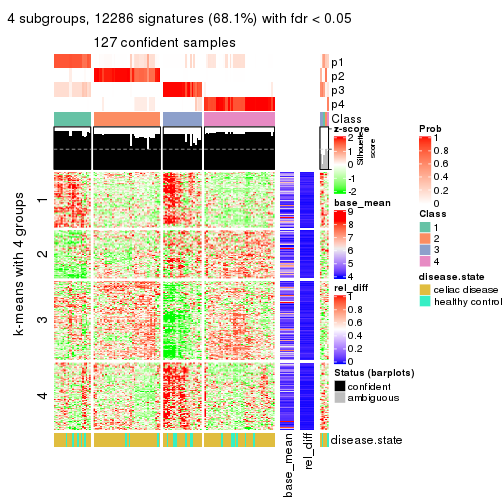 4 subgroups, 12286 signatures (68.1%) with fdr < 0.05
127 confident samples
p1
p2
p3
p4
Class
z-score
2
1
0
-1
-2
Silhouette
score
base_mean
9
8
7
6
5
4
rel_diff
1
0.8
0.6
0.4
0.2
0
Status (barplots)
confident
ambiguous
Prob
1
0.8
0.6
0.4
0.2
0
Class
1
2
3
4
disease.state
celiac disease
healthy control
k-means with 4 groups
1
2
3
4
disease.state
base_mean
rel_diff